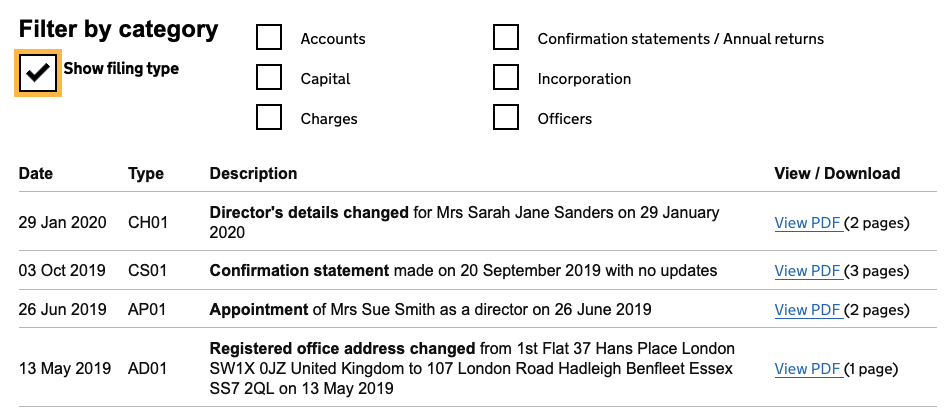 Filter by category
Show filing type
Accounts
Confirmation statements / Annual returns
Capital
Incorporation
Charges
Officers
Date Type Description View / Download
29 Jan 2020 CH01 Director's details changed for Mrs Sarah Jane Sanders on 29 January
2020 View PDF (2 pages)
03 Oct 2019 CS01 Confirmation statement made on 20 September 2019 with no updates View PDF (3 pages)
26 Jun 2019 AP01 Appointment of Mrs Sue Smith as a director on 26 June 2019 View PDF (2 pages)
13 May 2019 AD01 Registered office address changed from 1st Flat 37 Hans Place London
SW1X 0JZ United Kingdom to 107 London Road Hadleigh Benfleet Essex
SS7 2QL on 13 May 2019 View PDF (1 page)